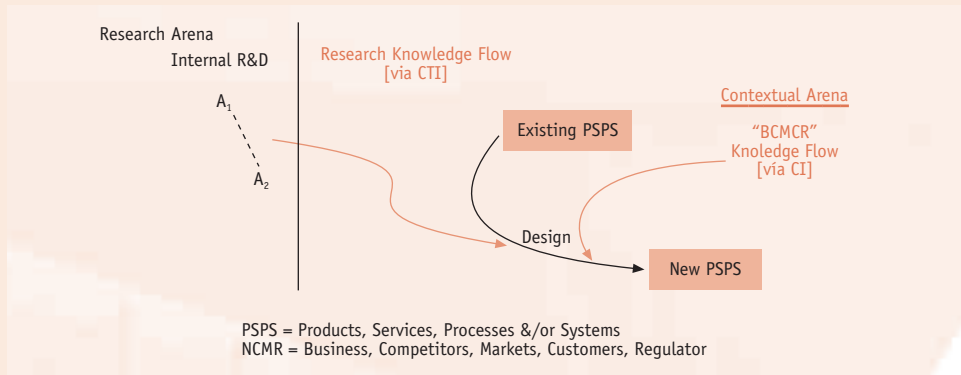 Research Arena
Internal R&D
A1
A2
Research Knowledge Flow
[via CTI]
Existing PSPS
Contextual Arena
“BCMCR”
Knoledge Flow
[vía CI]
Design
New PSPS
PSPS = Products, Services, Processes &/or Systems
NCMR = Business, Competitors, Markets, Customers, Regulator